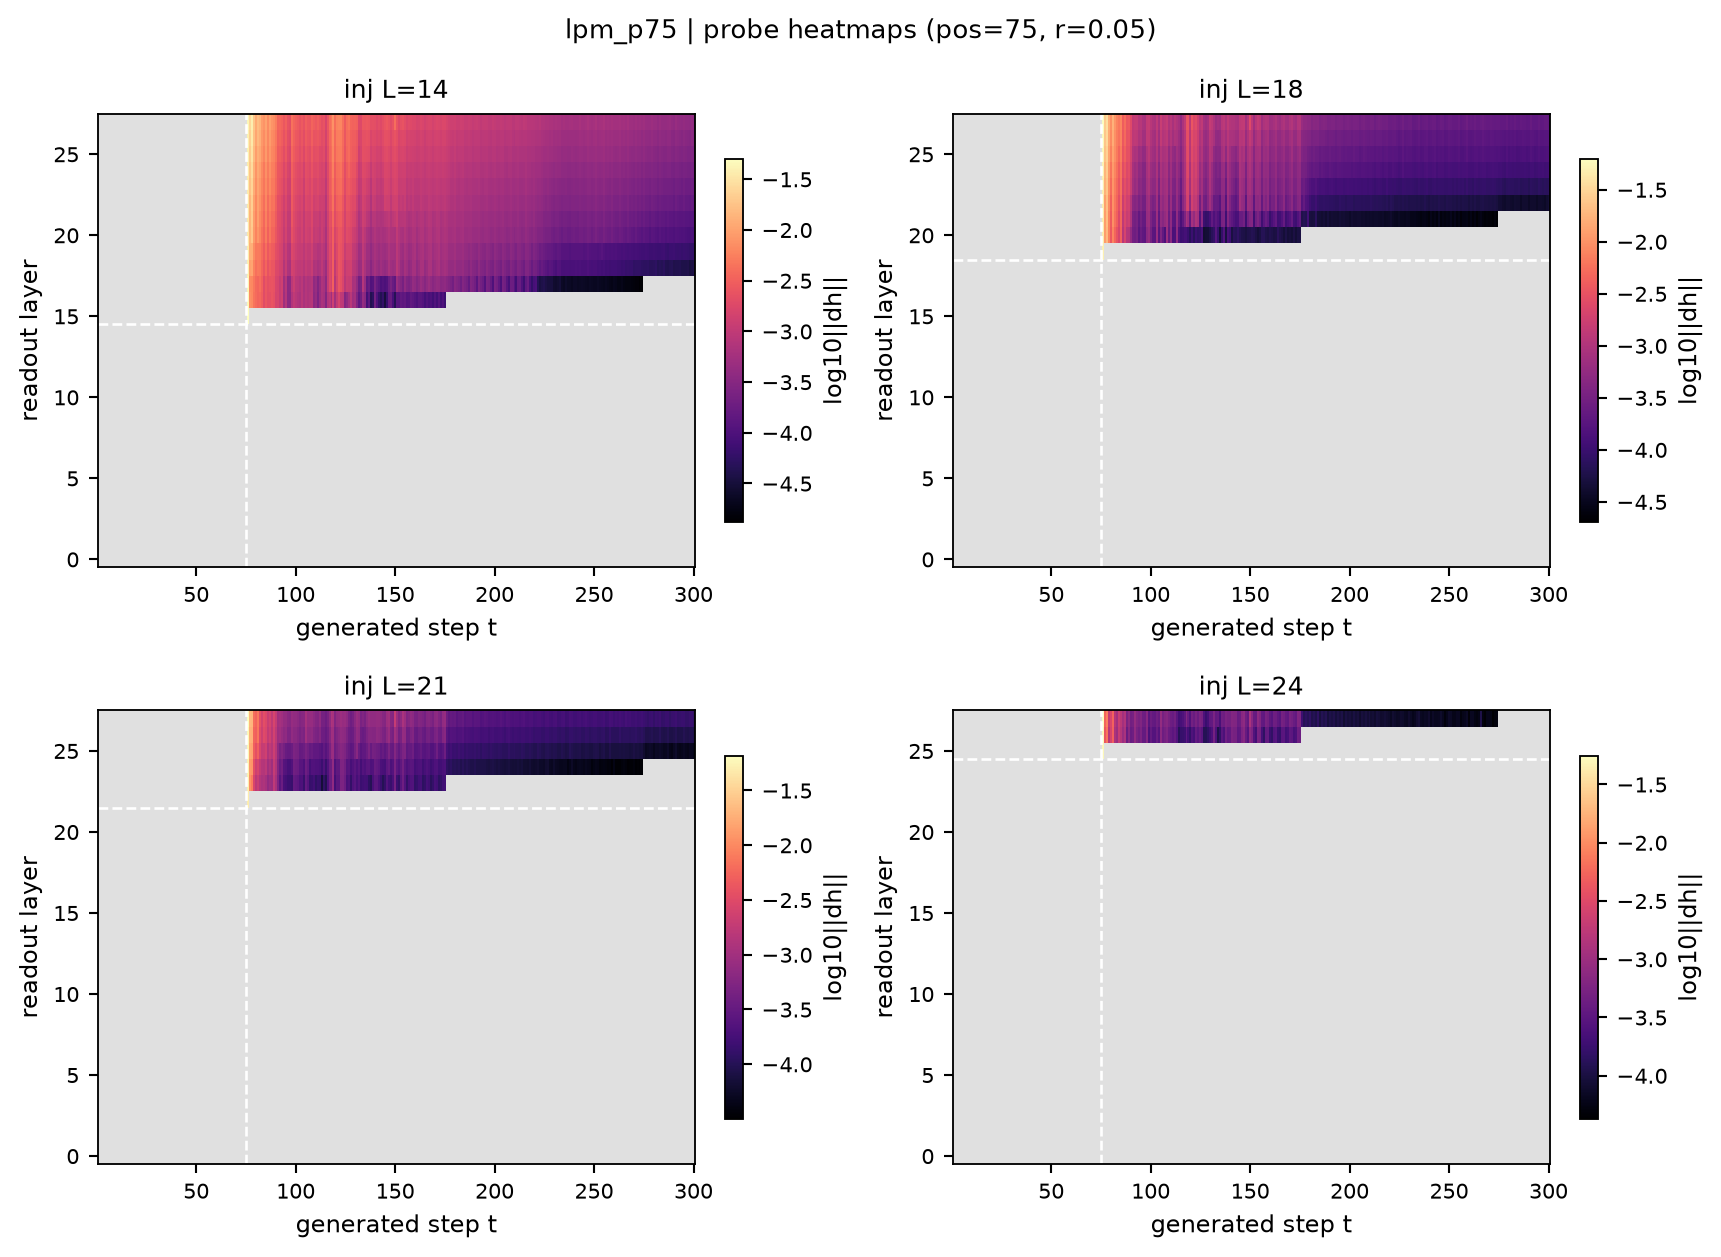 lpm_p75 | probe heatmaps (pos=75, r=0.05)
inj L=14
readout layer
25
20
15
10
5
0
50 100 150 200 250 300
generated step t
−1.5
−2.0
−2.5
−3.0
−3.5
−4.0
−4.5
log10||dh||
inj L=18
readout layer
25
20
15
10
5
0
50 100 150 200 250 300
generated step t
−1.5
−2.0
−2.5
−3.0
−3.5
−4.0
−4.5
log10||dh||
inj L=21
readout layer
25
20
15
10
5
0
50 100 150 200 250 300
generated step t
−1.5
−2.0
−2.5
−3.0
−3.5
−4.0
log10||dh||
inj L=24
readout layer
25
20
15
10
5
0
50 100 150 200 250 300
generated step t
−1.5
−2.0
−2.5
−3.0
−3.5
−4.0
log10||dh||